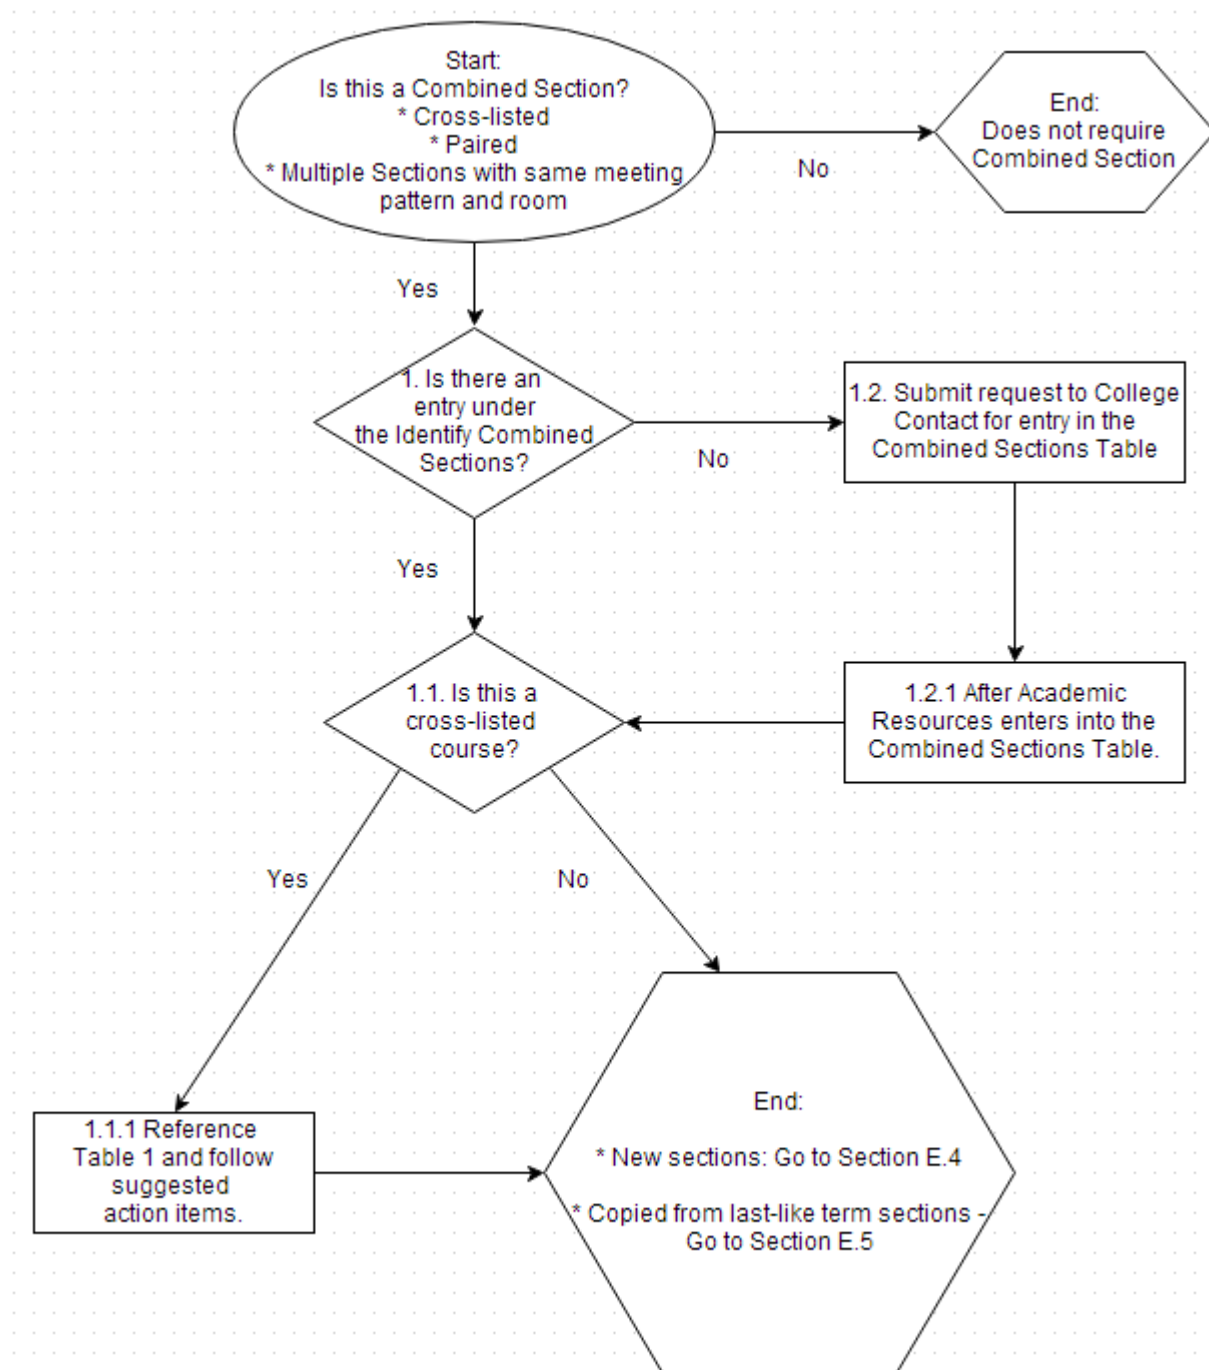 Start:
Is this a Combined Section?
* Cross-listed
* Paired
* Multiple Sections with same meeting
pattern and room
No
End:
Does not require
Combined Section
Yes
1. Is there an
entry under
the Identify Combined
Sections?
No
1.2. Submit request to College
Contact for entry in the
Combined Sections Table
Yes
1.1. Is this a
cross-listed
course?
1.2.1 After Academic
Resources enters into the
Combined Sections Table.
Yes
No
1.1.1 Reference
Table 1 and follow
suggested
action items.
End:
* New sections: Go to Section E.4
* Copied from last-like term sections -
Go to Section E.5